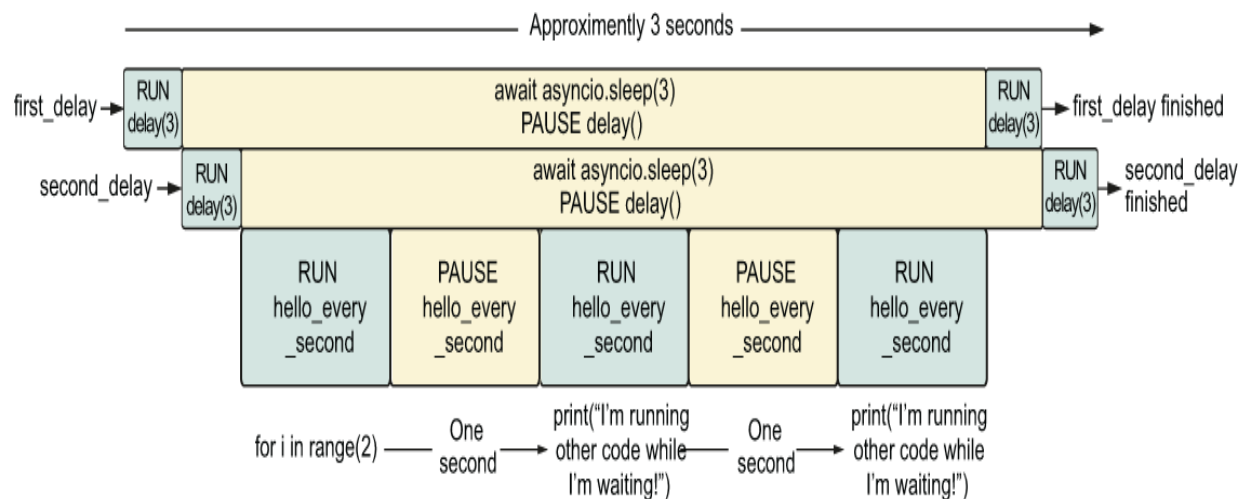 Approximently 3 seconds
first_delay
RUN
delay(3)
await asyncio.sleep(3)
PAUSE delay()
RUN
delay(3)
first_delay finished
second_delay
RUN
delay(3)
await asyncio.sleep(3)
PAUSE delay()
RUN
delay(3)
second_delay
finished
RUN
hello_every
_second
PAUSE
hello_every
_second
RUN
hello_every
_second
PAUSE
hello_every
_second
RUN
hello_every
_second
for i in range(2)
One
second
print(“I’m running
other code while
I’m waiting!”)
One
second
print(“I’m running
other code while
I’m waiting!”)